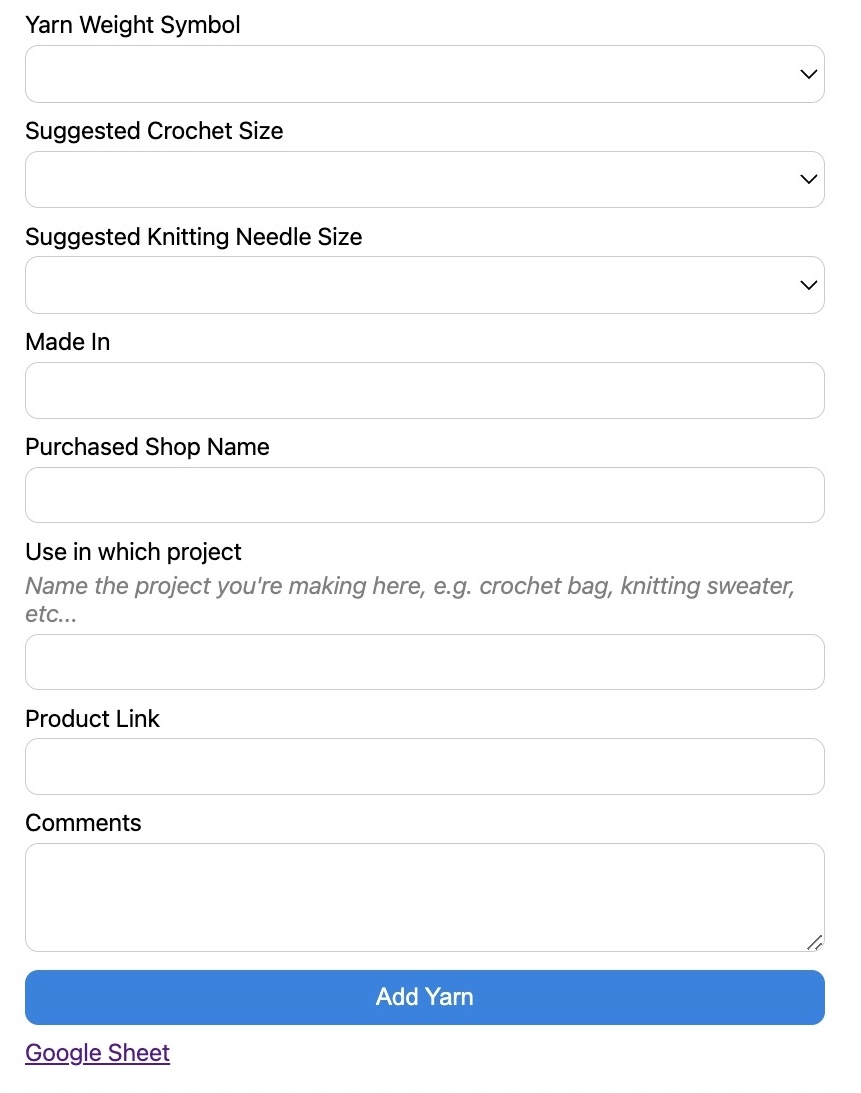 Yarn Weight Symbol
Suggested Crochet Size
Suggested Knitting Needle Size
Made In
Purchased Shop Name
Use in which project
Name the project you're making here, e.g. crochet bag, knitting sweater,
etc...
Product Link
Comments
Add Yarn
Google Sheet